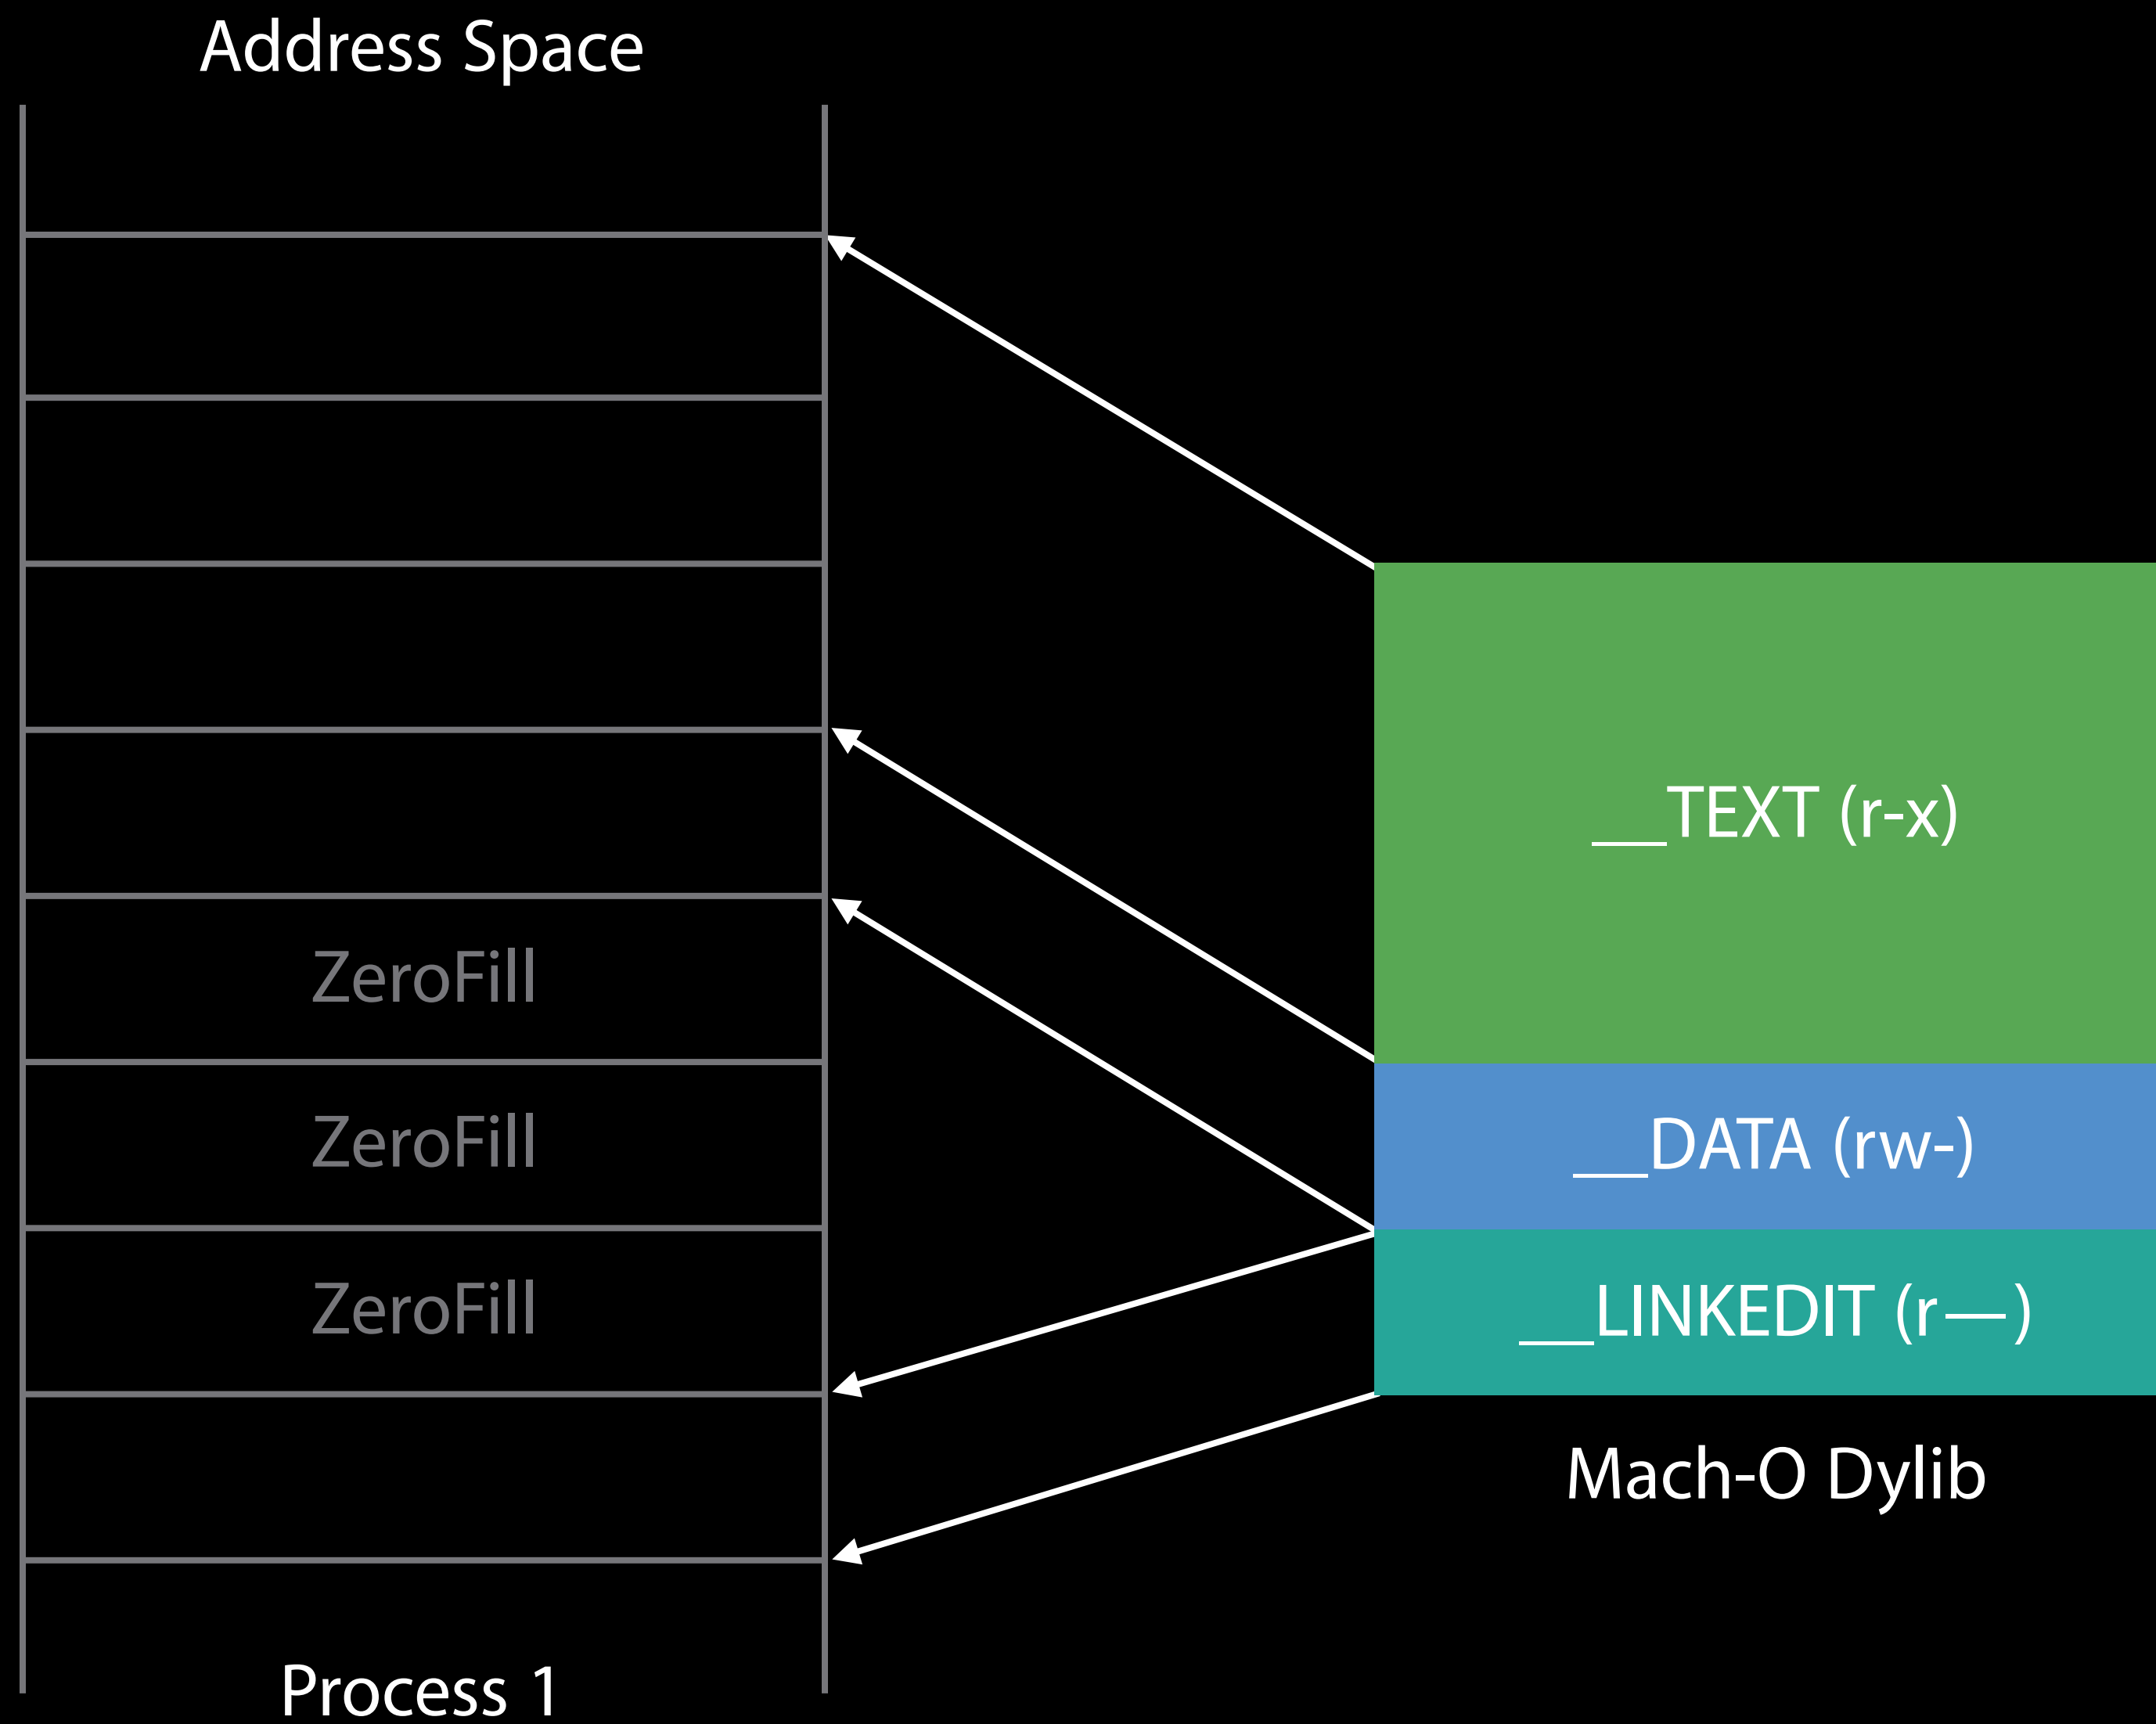 Address Space
ZeroFill
ZeroFill
ZeroFill
Process 1
__TEXT (r-x)
__DATA (rw-)
__LINKEDIT (r—)
Mach-O Dylib